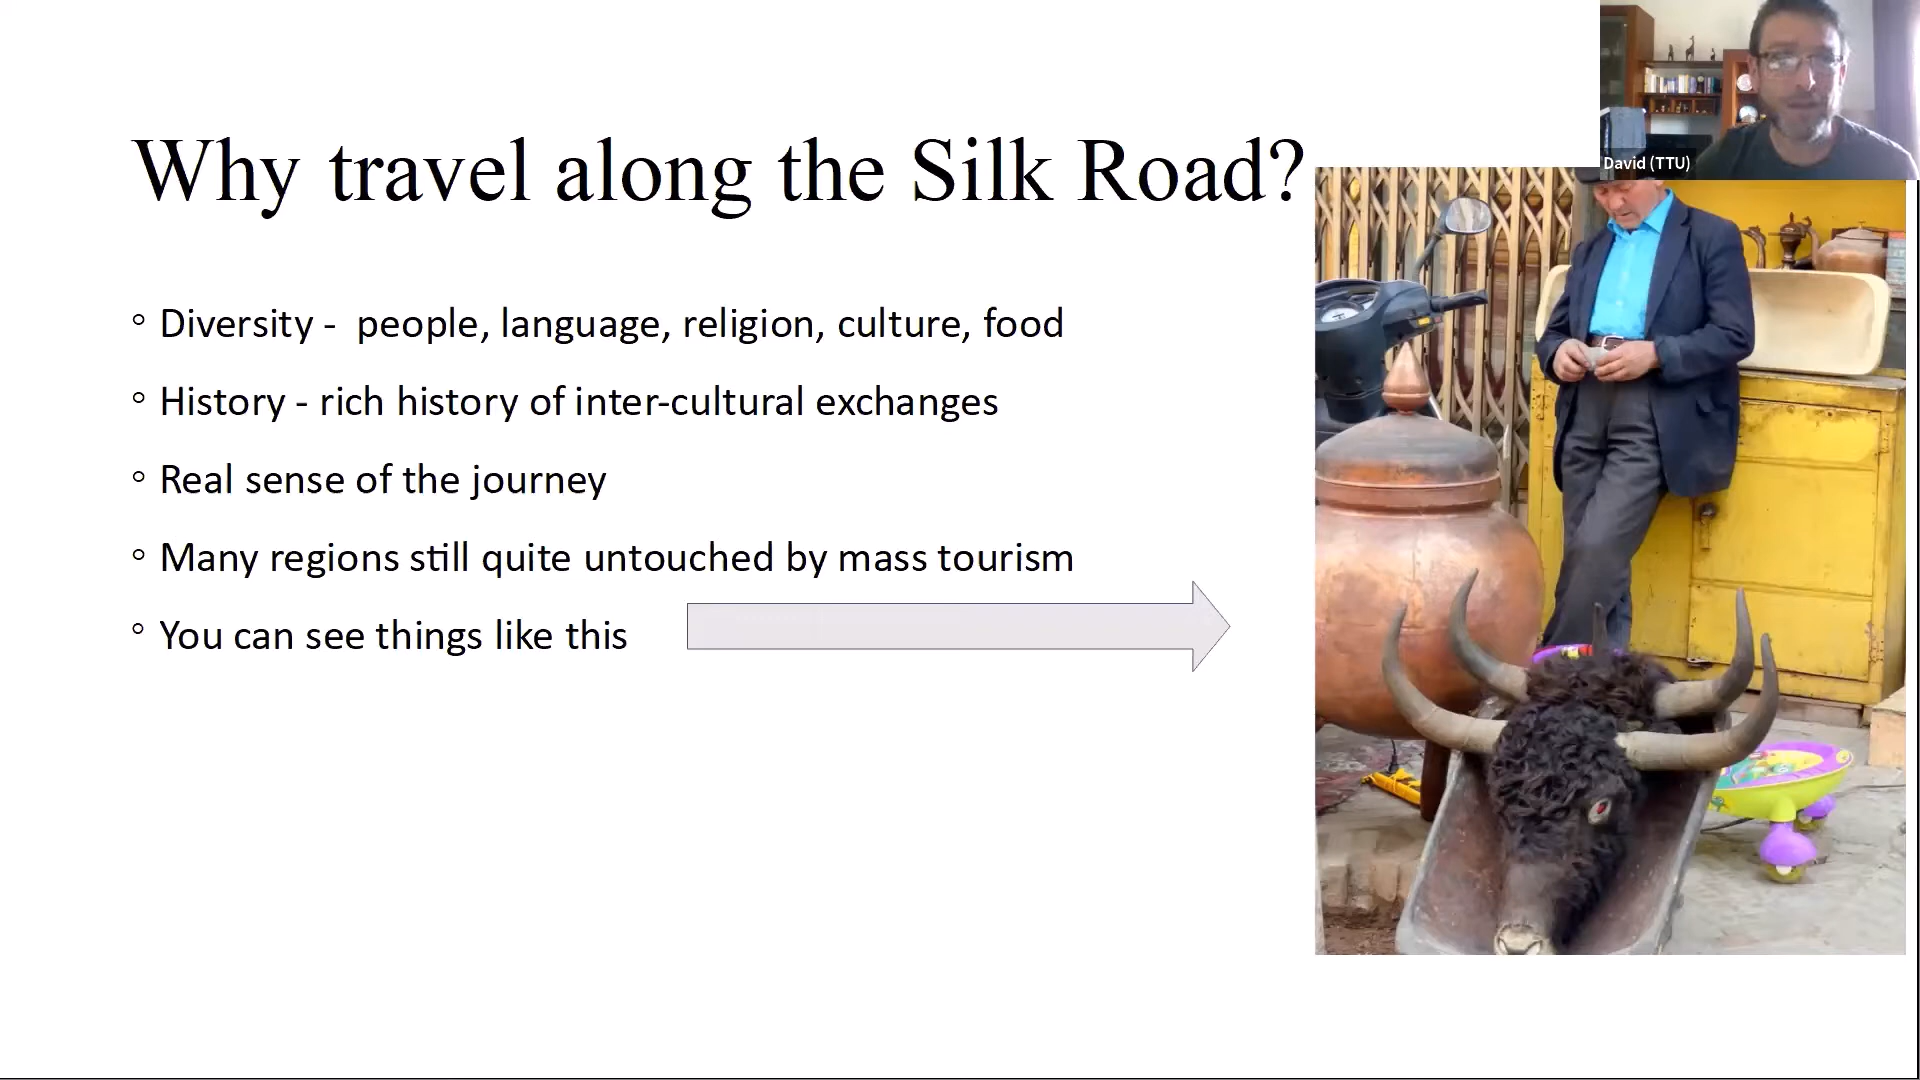 Why travel along the Silk Road?
Diversity -  people, language, religion, culture, food
History - rich history of inter-cultural exchanges
Real sense of the journey
Many regions still quite untouched by mass tourism
You can see things like this
David (TTU)